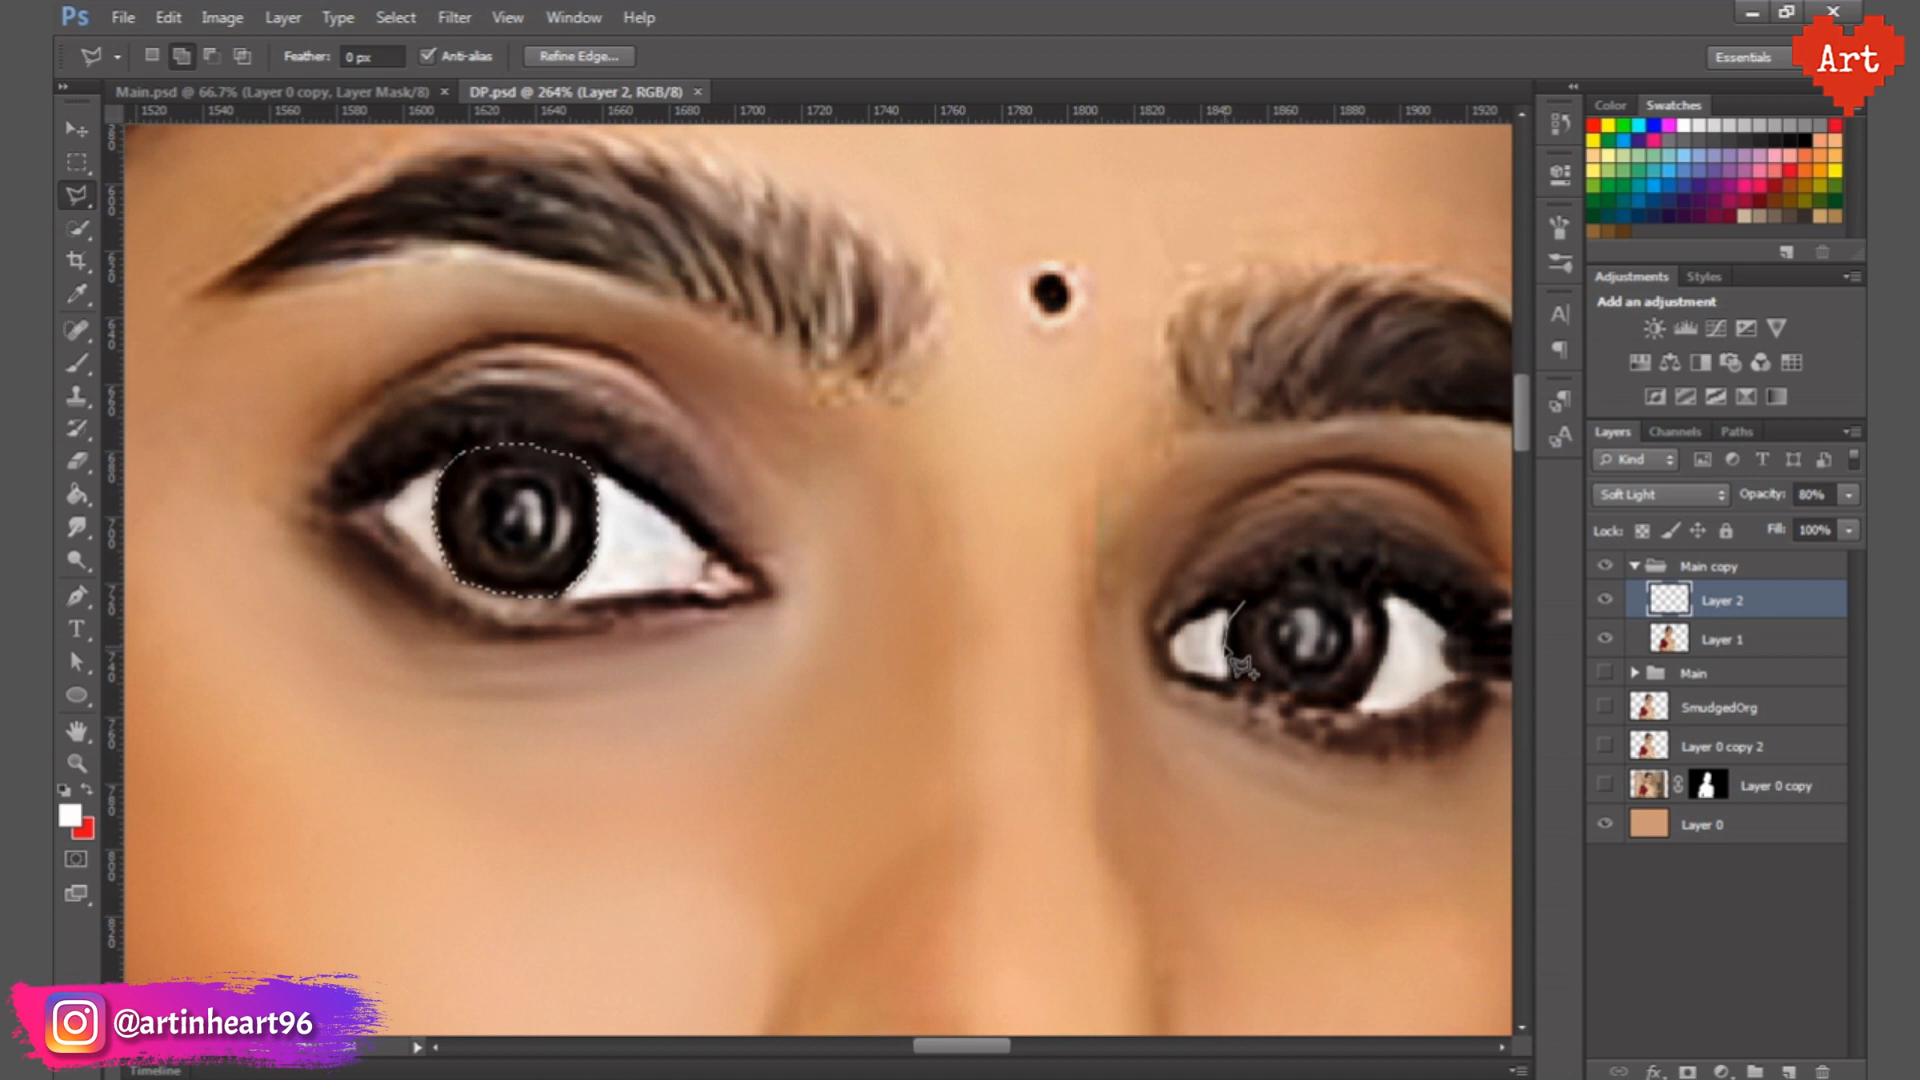 Ps File Edit Image Layer Type Select Filter View Window Help
Feather: 0 px Anti-alias Refine Edge... Essentials
Art
Main.psd @ 66.7% (Layer 0 copy, Layer Mask/8) × DP.psd @ 264% (Layer 2, RGB/8) ×
1520 1560 1580 1600 1620 1640 1660 1680 1700 1720 1740 1760 1780 1800 1820 1840 1860 1880 1900 1920
Color Swatches
Adjustments Styles
Add an adjustment
Layers Channels Paths
Kind
Soft Light Opacity: 80%
Lock: Fill: 100%
Main copy
Layer 2
Layer 1
Main
SmudgedOrg
Layer 0 copy 2
Layer 0 copy
Layer 0
@artinheart96
Timeline